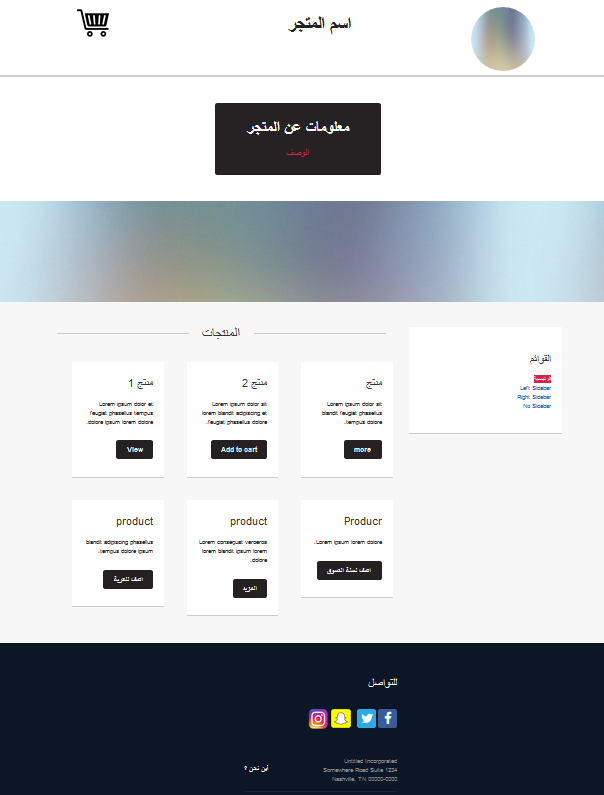 اسم المتجر
معلومات عن المتجر
الوصف
القوائم
الرئيسية
Left Sidebar
Right Sidebar
No Sidebar
المنتجات
منتج
Lorem ipsum dolor sit
blandit feugiat phasellus
.tempus dolore
more
منتج 2
Lorem ipsum dolor sit
lorem blandit adipiscing et
.feugiat phasellus dolore
Add to cart
منتج 1
Lorem ipsum dolor et
feugiat phasellus tempus
.dolore ipsum lorem dolore
View
Producr
.Lorem ipsum lorem dolore
اضف لسلة التسوق
product
Lorem consequat veroeros
lorem blandit ipsum lorem
.dolore
المزيد
product
blandit adipiscing phasellus
.tempus dolore ipsum
اضف للعربة
للتواصل
Untitled Incorporated
Somewhere Road Suite 1234
Nashville, TN 00000-0000
اين نحن ؟